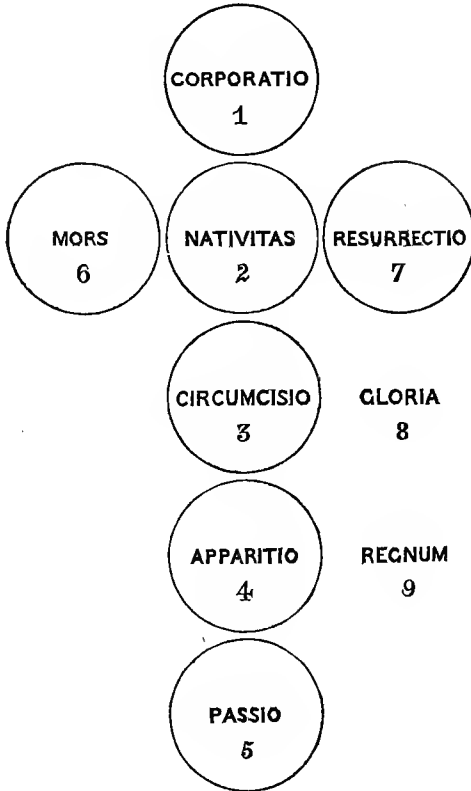 CORPORATIO
1
MORS
6
NATIVITAS
2
RESURRECTIO
7
CIRCUMCISIO
3
GLORIA
8
APPARITIO
4
REGNUM
9
PASSIO
5